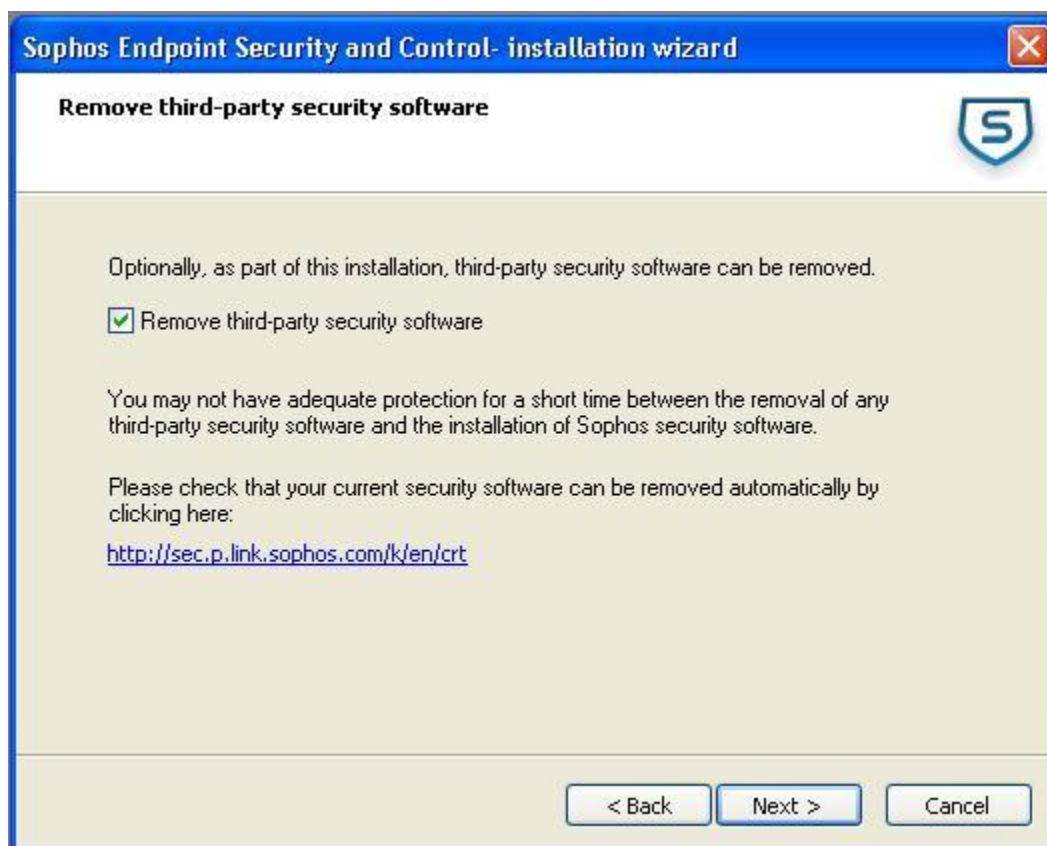 Sophos Endpoint Security and Control- installation wizard
Remove third-party security software
S
Optionally, as part of this installation, third-party security software can be removed.
Remove third-party security software
You may not have adequate protection for a short time between the removal of any
third-party security software and the installation of Sophos security software.
Please check that your current security software can be removed automatically by
clicking here:
http://sec.p.link.sophos.com/k/en/crt
< Back
Next >
Cancel